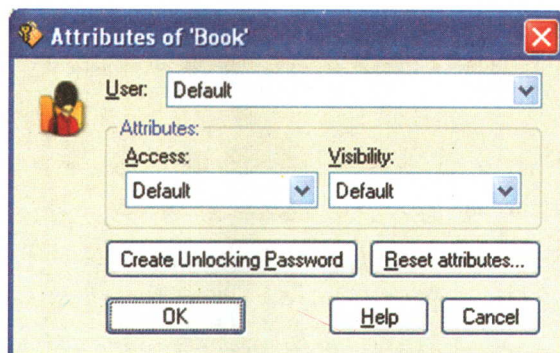 Attributes of 'Book'
User: Default
Attributes:
Access: Visibility:
Default Default
Create Unlocking Password Reset attributes...
OK Help Cancel